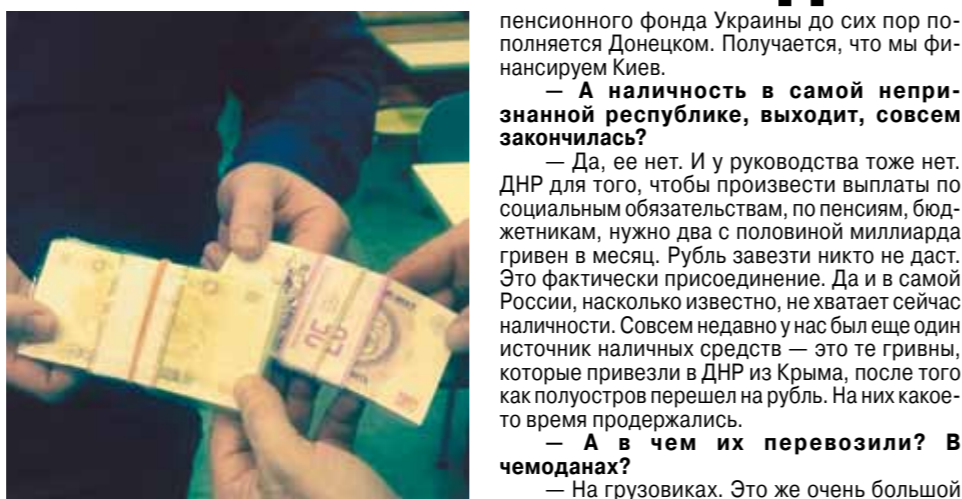 пенсионного фонда Украины до сих пор по-
полняется Донецком. Получается, что мы фи-
нансируем Киев.
— А наличность в самой непри-
знанной республике, выходит, совсем
закончилась?
— Да, ее нет. И у руководства тоже нет.
ДНР для того, чтобы произвести выплаты по
социальным обязательствам, по пенсиям, бюд-
жетникам, нужно два с половиной миллиарда
гривен в месяц. Рубль завезти никто не даст.
Это фактически присоединение. Да и в самой
России, насколько известно, не хватает сейчас
наличности. Совсем недавно у нас был еще один
источник наличных средств — это те гривны,
которые привезли в ДНР из Крыма, после того
как полуостров перешел на рубль. На них какое-
то время продержались.
— А в чем их перевозили? В
чемоданах?
— На грузовиках. Это же очень большой
25